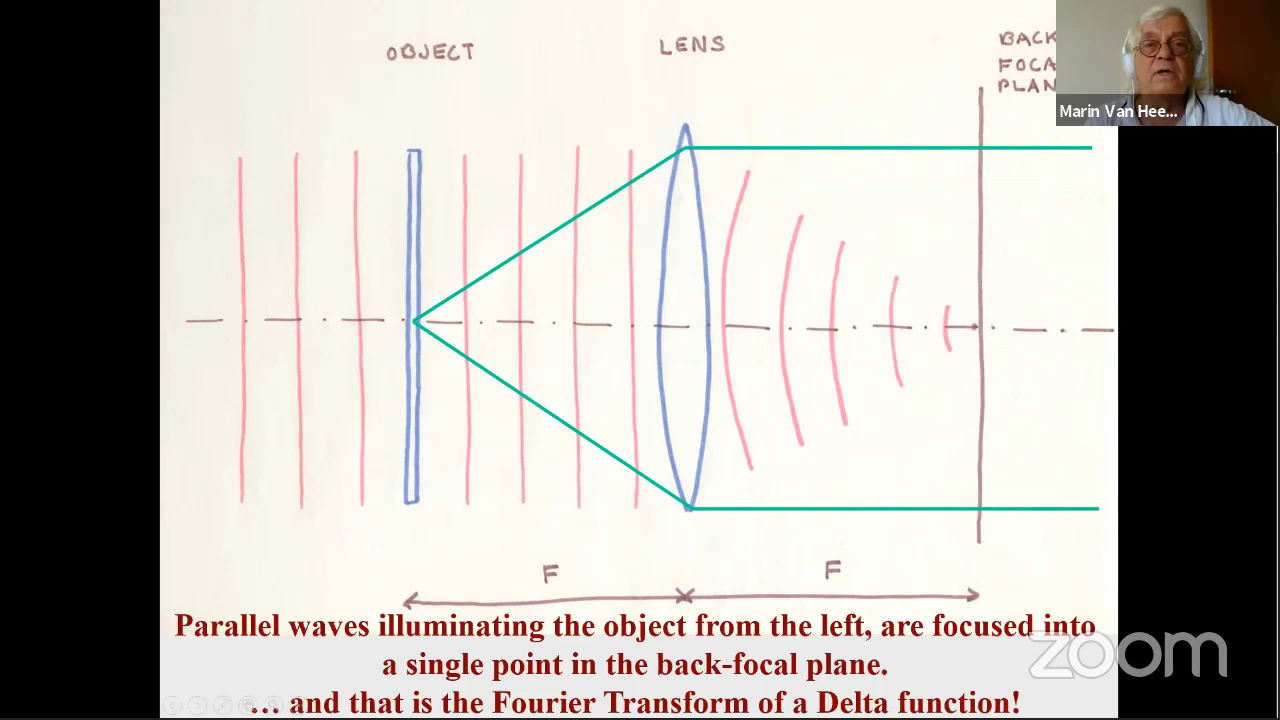 OBJECT
LENS
BACK
FOCA
PLAN
Marin Van Hee...
F
F
Parallel waves illuminating the object from the left, are focused into
a single point in the back-focal plane.
… and that is the Fourier Transform of a Delta function!
zoom